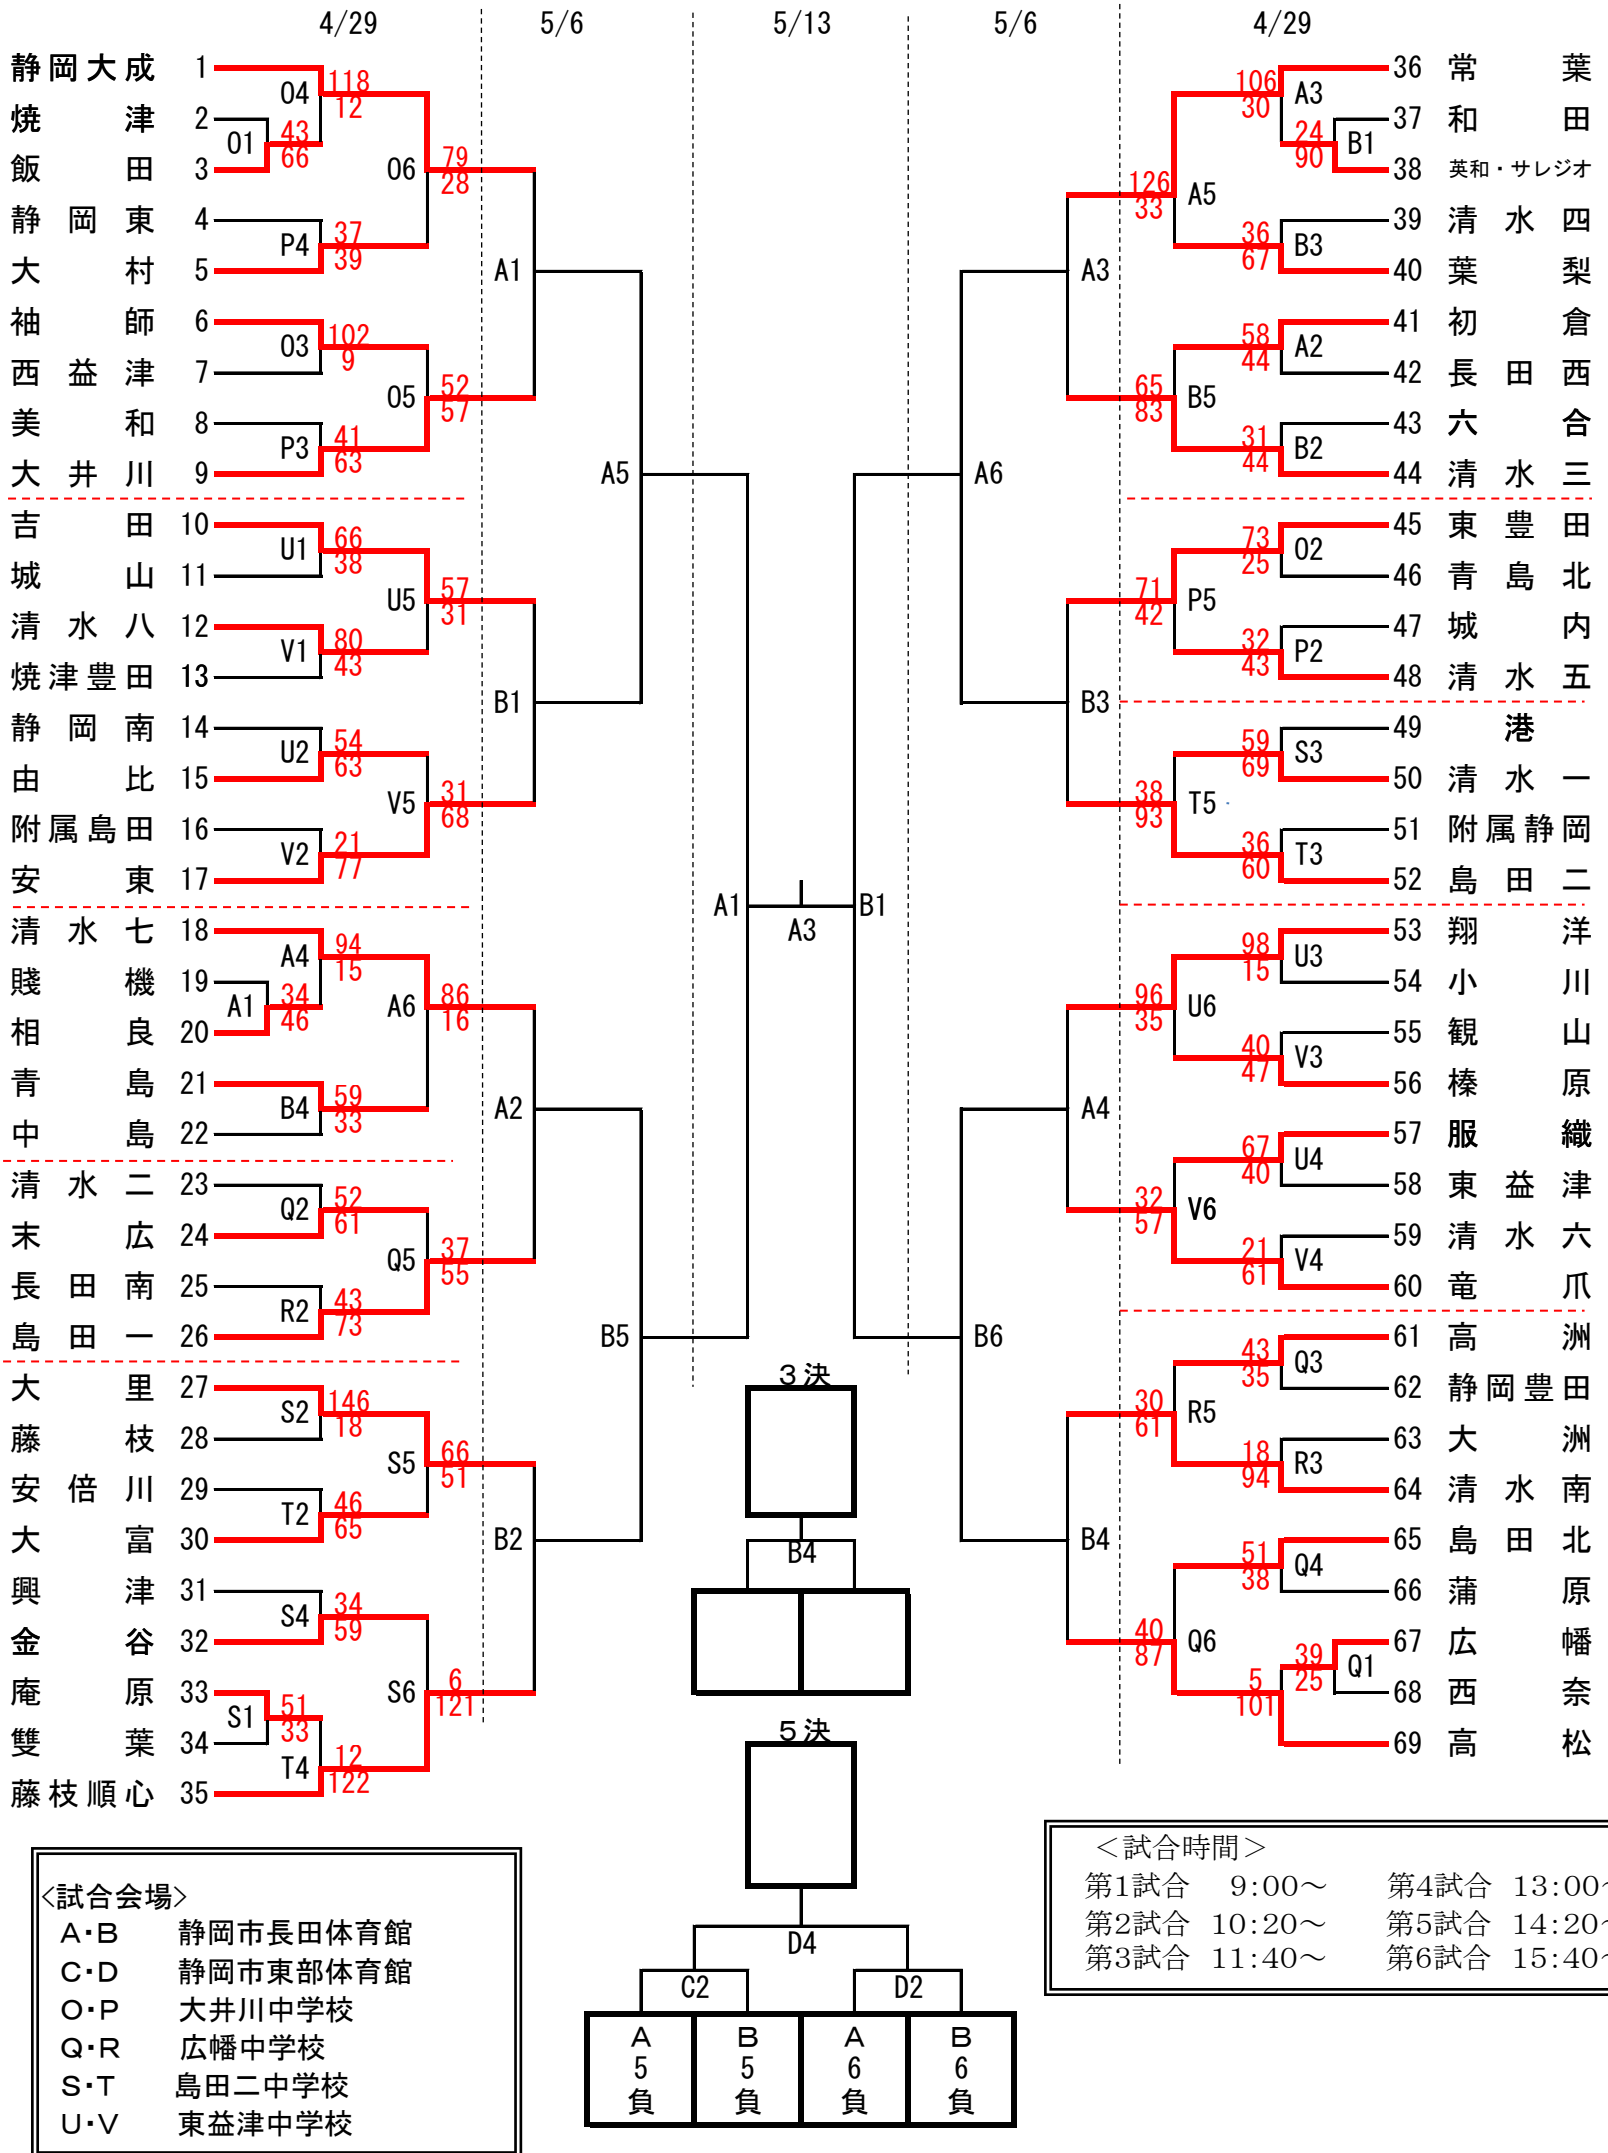 4/29 5/6 5/13 5/6 4/29
静岡大成 1
O4 118 12
焼津 2
O1 43 66
飯田 3
O6 79 28
静岡東 4
P4 37 39
大村 5
A1
袖師 6
O3 102 9
西益津 7
O5 52 57
美和 8
P3 41 63
大井川 9
A5
吉田 10
U1 66 38
城山 11
U5 57 31
清水八 12
V1 80 43
焼津豊田 13
B1
静岡南 14
U2 54 63
由比 15
V5 31 68
附属島田 16
V2 21 77
安東 17
A1
清水七 18
A4 94 15
賤機 19
A1 34 46
相良 20
A6 86 16
青島 21
B4 59 33
中島 22
A2
清水二 23
Q2 52 61
末広 24
Q5 37 55
長田南 25
R2 43 73
島田一 26
B5
大里 27
S2 146 18
藤枝 28
S5 66 51
安倍川 29
T2 46 65
大富 30
B2
興津 31
S4 34 59
金谷 32
S6 6 121
庵原 33
S1 51 33
雙葉 34
T4 12 122
藤枝順心 35
A3
36 常葉
106 30 A3
37 和田
24 90 B1
38 英和・サレジオ
126 33 A5
39 清水四
36 67 B3
40 葉梨
A3
41 初倉
58 44 A2
42 長田西
65 83 B5
43 六合
31 44 B2
44 清水三
A6
45 東豊田
73 25 O2
46 青島北
71 42 P5
47 城内
32 43 P2
48 清水五
B3
49 港
59 69 S3
50 清水一
38 93 T5
51 附属静岡
36 60 T3
52 島田二
B1
53 翔洋
98 15 U3
54 小川
96 35 U6
55 観山
40 47 V3
56 榛原
A4
57 服織
67 40 U4
58 東益津
32 57 V6
59 清水六
21 61 V4
60 竜爪
B6
61 高洲
43 35 Q3
62 静岡豊田
30 61 R5
63 大洲
18 94 R3
64 清水南
B4
65 島田北
51 38 Q4
66 蒲原
40 87 Q6
67 広幡
39 25 Q1
68 西奈
5 101
69 高松
3決
B4
5決
D4
C2 D2
A5負 B5負 A6負 B6負
<試合会場>
A・B 静岡市長田体育館
C・D 静岡市東部体育館
O・P 大井川中学校
Q・R 広幡中学校
S・T 島田二中学校
U・V 東益津中学校
＜試合時間＞
第1試合 9:00～ 第4試合 13:00～
第2試合 10:20～ 第5試合 14:20～
第3試合 11:40～ 第6試合 15:40～